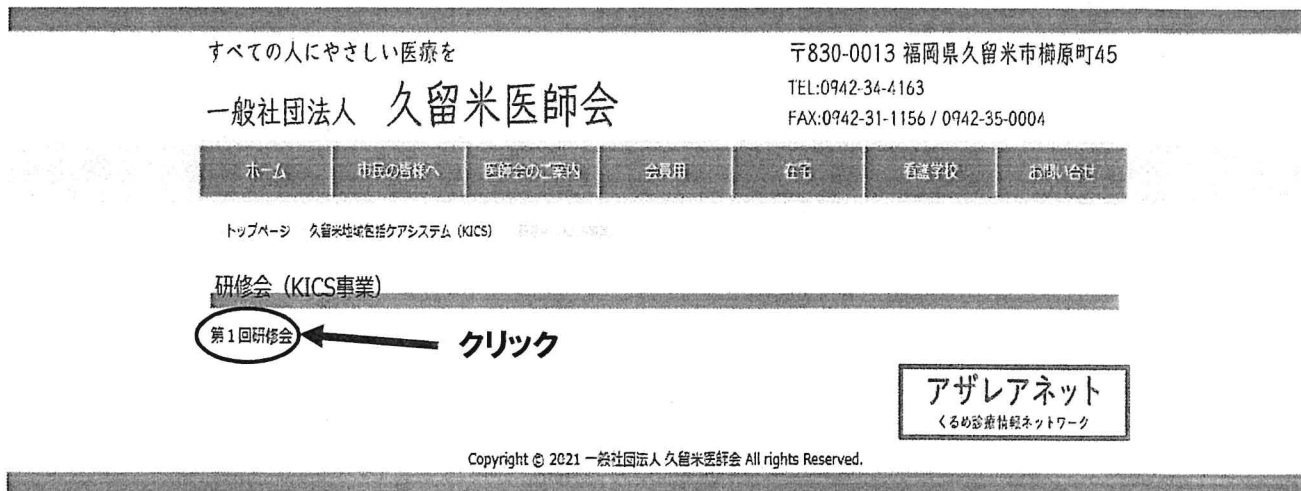 すべての人にやさしい医療を
〒830-0013 福岡県久留米市櫛原町45
一般社団法人 久留米医師会
TEL:0942-34-4163
FAX:0942-31-1156 / 0942-35-0004
ホーム 市民の皆様へ 医師会のご案内 会員用 在宅 看護学校 お問い合せ
トップページ 久留米地域包括ケアシステム (KICS)
研修会 (KICS事業)
第1回研修会 クリック
アザレアネット
くるめ診療情報ネットワーク
Copyright © 2021 一般社団法人 久留米医師会 All rights Reserved.